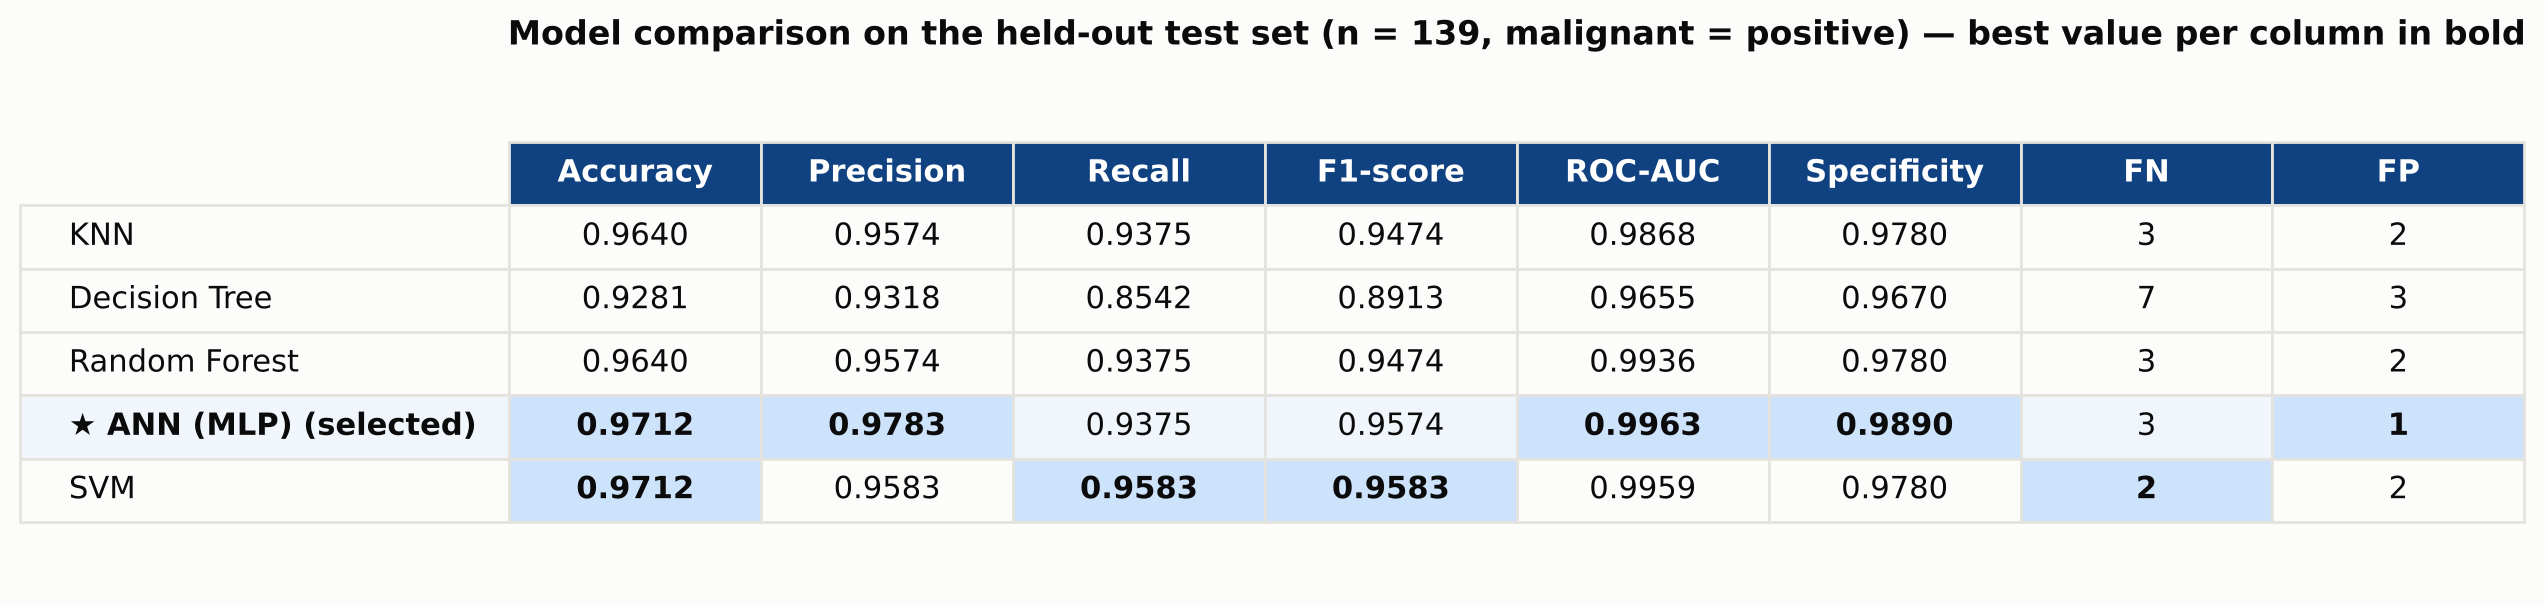 Model comparison on the held-out test set (n = 139, malignant = positive) — best value per column in bold
Accuracy Precision Recall F1-score ROC-AUC Specificity FN FP
KNN 0.9640 0.9574 0.9375 0.9474 0.9868 0.9780 3 2
Decision Tree 0.9281 0.9318 0.8542 0.8913 0.9655 0.9670 7 3
Random Forest 0.9640 0.9574 0.9375 0.9474 0.9936 0.9780 3 2
★ ANN (MLP) (selected) 0.9712 0.9783 0.9375 0.9574 0.9963 0.9890 3 1
SVM 0.9712 0.9583 0.9583 0.9583 0.9959 0.9780 2 2